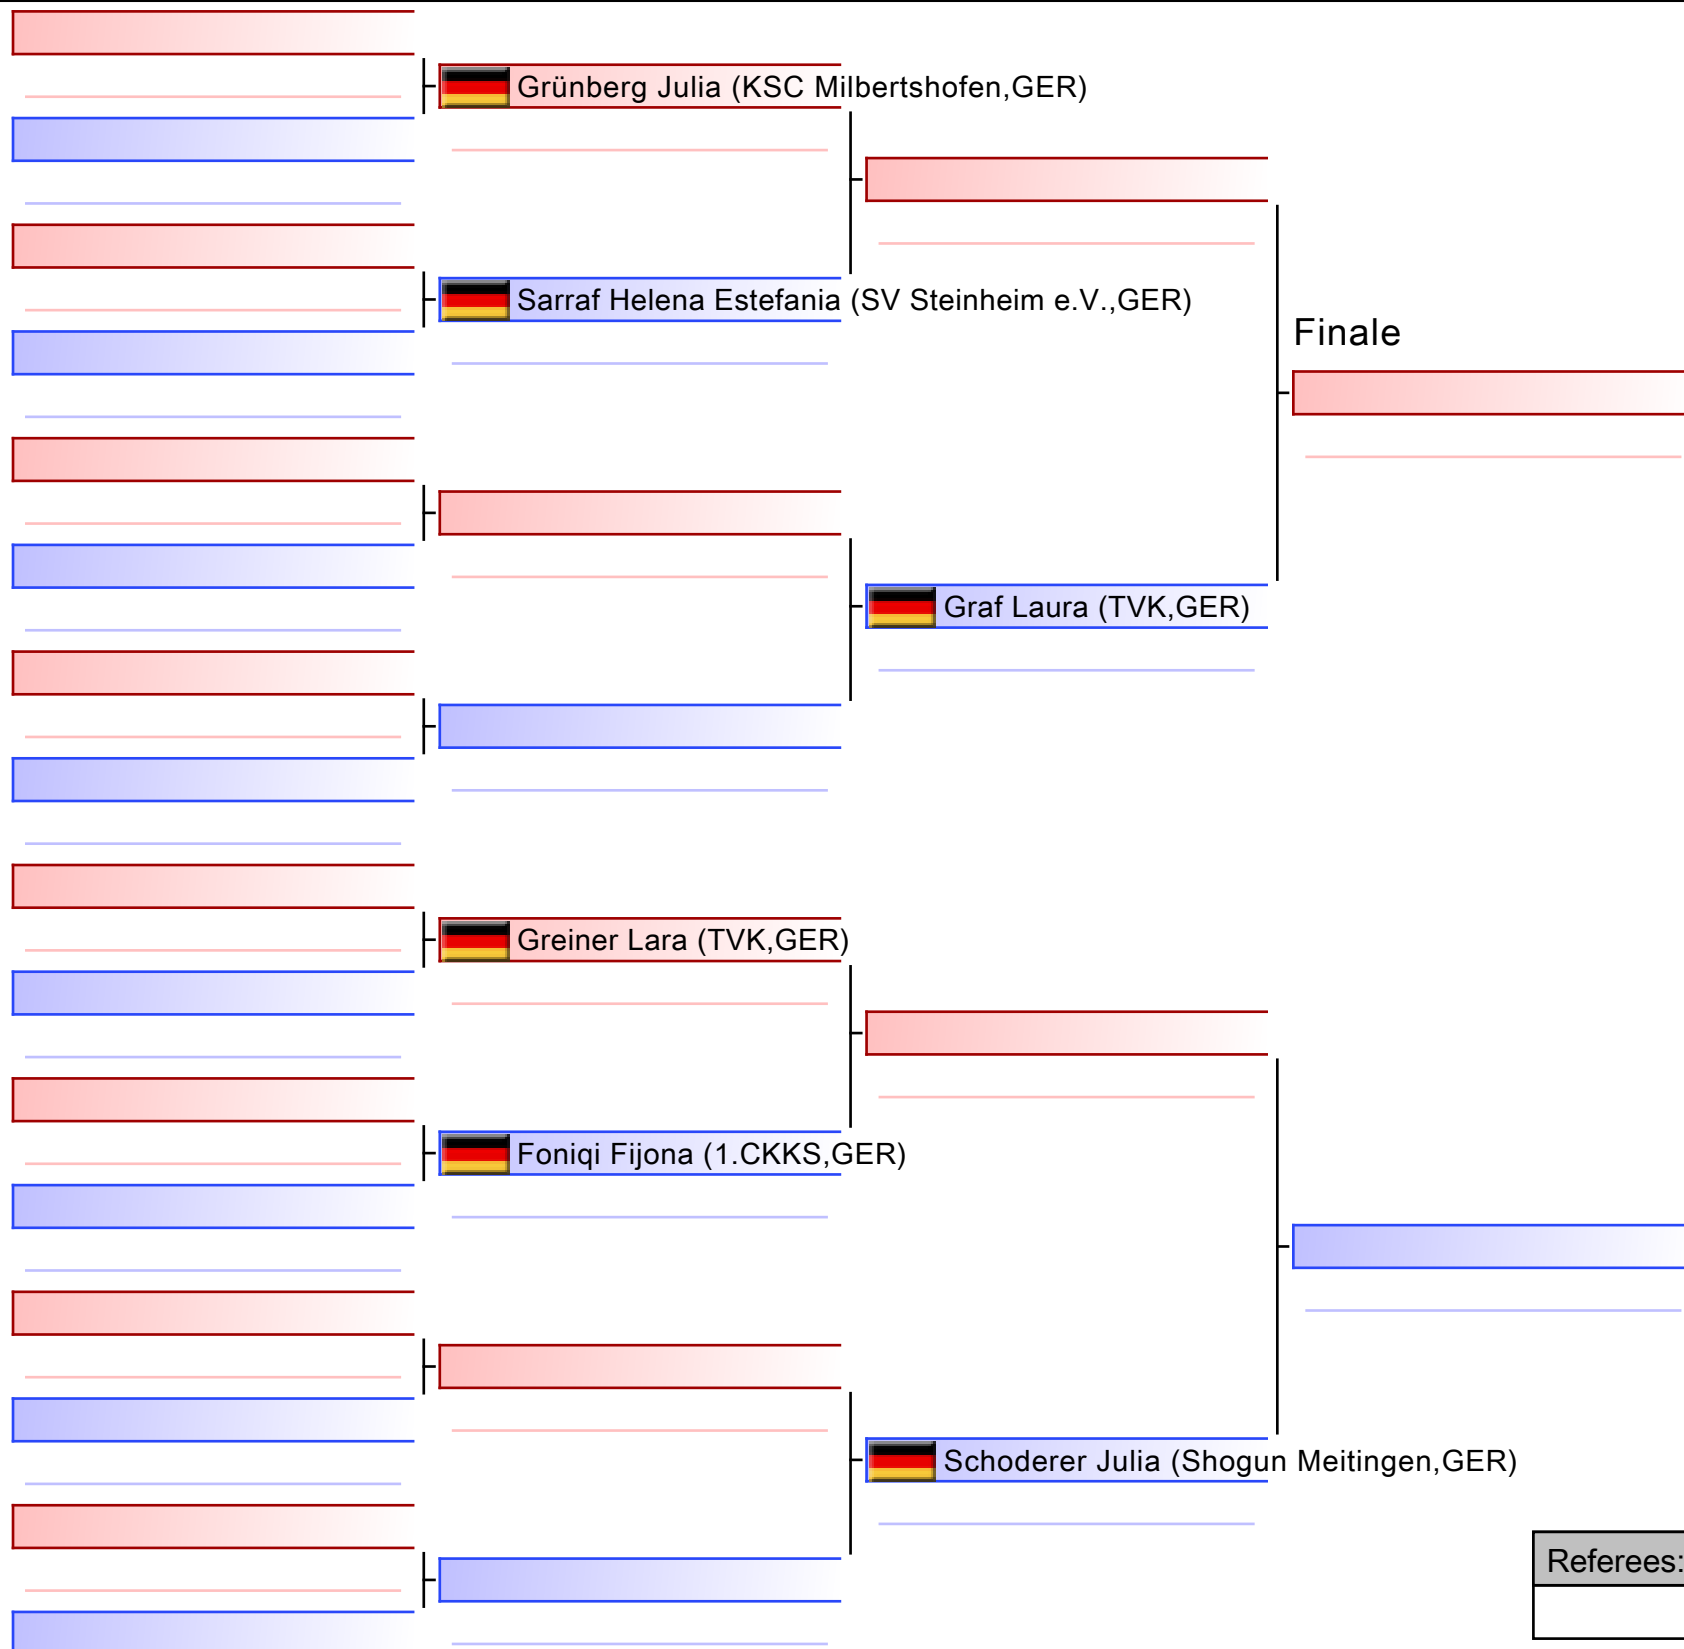 Grünberg Julia (KSC Milbertshofen,GER)
Sarraf Helena Estefania (SV Steinheim e.V.,GER)
Finale
Graf Laura (TVK,GER)
Greiner Lara (TVK,GER)
Foniqi Fijona (1.CKKS,GER)
Schoderer Julia (Shogun Meitingen,GER)
Referees: